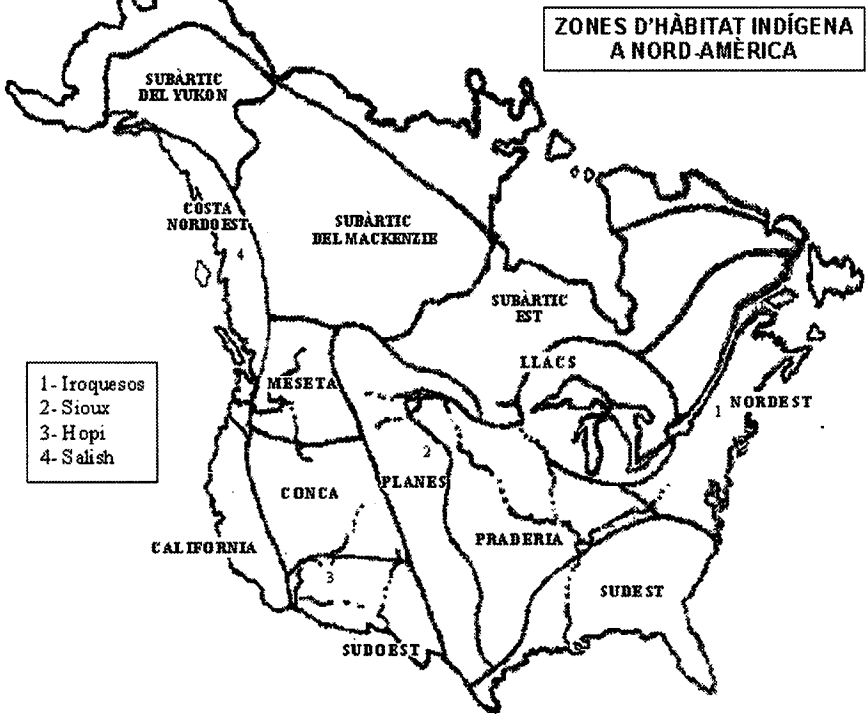 ZONES D'HÀBITAT INDÍGENA
A NORD-AMÈRICA
SUBÀRTIC
DEL YUKON
COSTA
NORDOEST
4
SUBÀRTIC
DEL MACKENZIE
SUBÀRTIC
EST
LLACS
MESETA
1- Iroquesos
2- Sioux
3- Hopi
4- Salish
1
NORDEST
2
PLANES
CONCA
PRADERIA
CALIFORNIA
3
SUDEST
SUDOEST